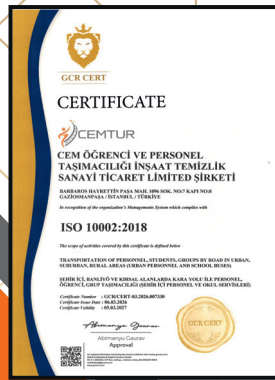 GCR CERT
CERTIFICATE
CEMTUR
CEM ÖĞRENCİ VE PERSONEL
TAŞIMACILIĞI İNŞAAT TEMİZLİK
SANAYİ TİCARET LİMİTED ŞİRKETİ
BARBAROS HAYRETTİN PAŞA MAH. 1096 SOK. NO:7 KAPI NO:8
GAZİOSMANPAŞA / İSTANBUL / TÜRKİYE
In recognition of the organization's Managements System which complies with
ISO 10002:2018
The scope of activities covered by this certificate is defined below
TRANSPORTATION OF PERSONNEL, STUDENTS, GROUPS BY ROAD IN URBAN,
SUBURBAN, RURAL AREAS (URBAN PERSONNEL AND SCHOOL BUSES)
ŞEHİR İÇİ, BANLİYÖ VE KIRSAL ALANLARDA KARA YOLU İLE PERSONEL,
ÖĞRENCİ, GRUP TAŞIMACILIĞI (ŞEHİR İÇİ PERSONEL VE OKUL SERVİSLERİ)
Certificate Number : GCR/CERT-03.2026.007330
Certificate Issue Date : 06.03.2026
Certificate Validity : 05.03.2027
Abimanyu Gaurav
Abimanyu Gaurav
Approval
GCR CERT